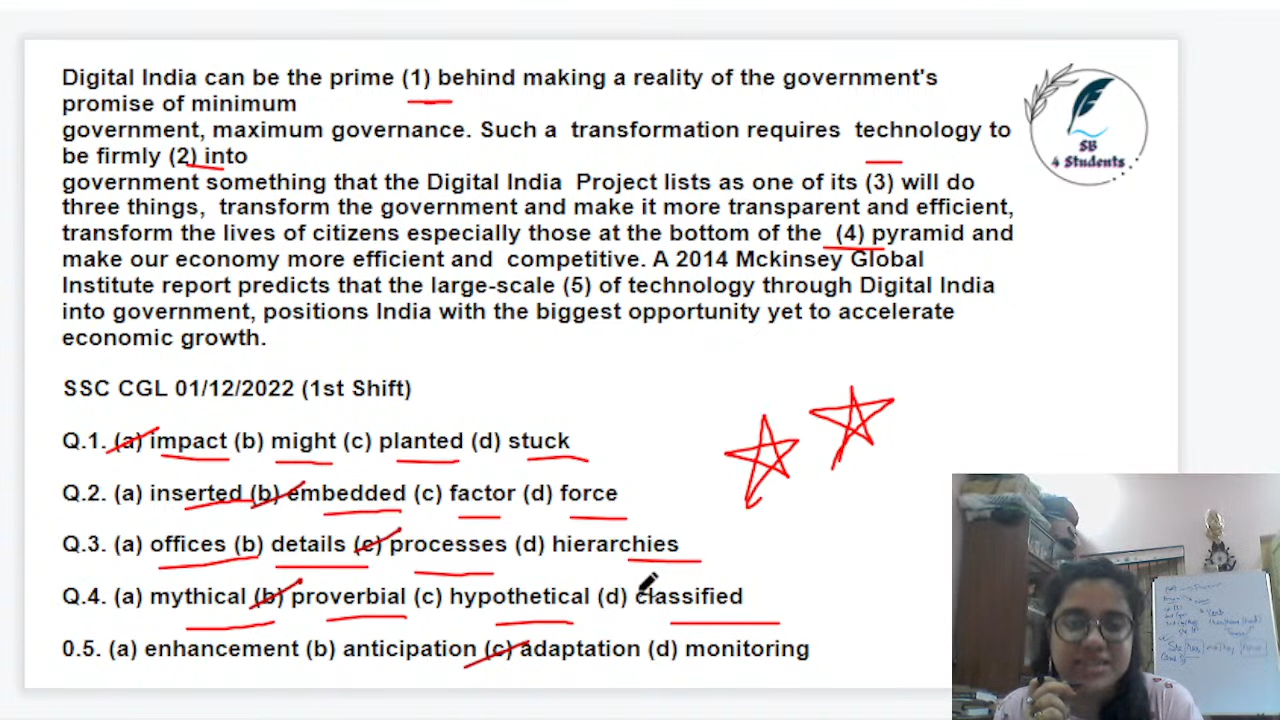 Digital India can be the prime (1) behind making a reality of the government's
promise of minimum
government, maximum governance. Such a transformation requires technology to
be firmly (2) into
government something that the Digital India Project lists as one of its (3) will do
three things, transform the government and make it more transparent and efficient,
transform the lives of citizens especially those at the bottom of the (4) pyramid and
make our economy more efficient and competitive. A 2014 Mckinsey Global
Institute report predicts that the large-scale (5) of technology through Digital India
into government, positions India with the biggest opportunity yet to accelerate
economic growth.
SB
4 Students
SSC CGL 01/12/2022 (1st Shift)
Q.1. (a) impact (b) might (c) planted (d) stuck
Q.2. (a) inserted (b) embedded (c) factor (d) force
Q.3. (a) offices (b) details (c) processes (d) hierarchies
Q.4. (a) mythical (b) proverbial (c) hypothetical (d) classified
0.5. (a) enhancement (b) anticipation (c) adaptation (d) monitoring